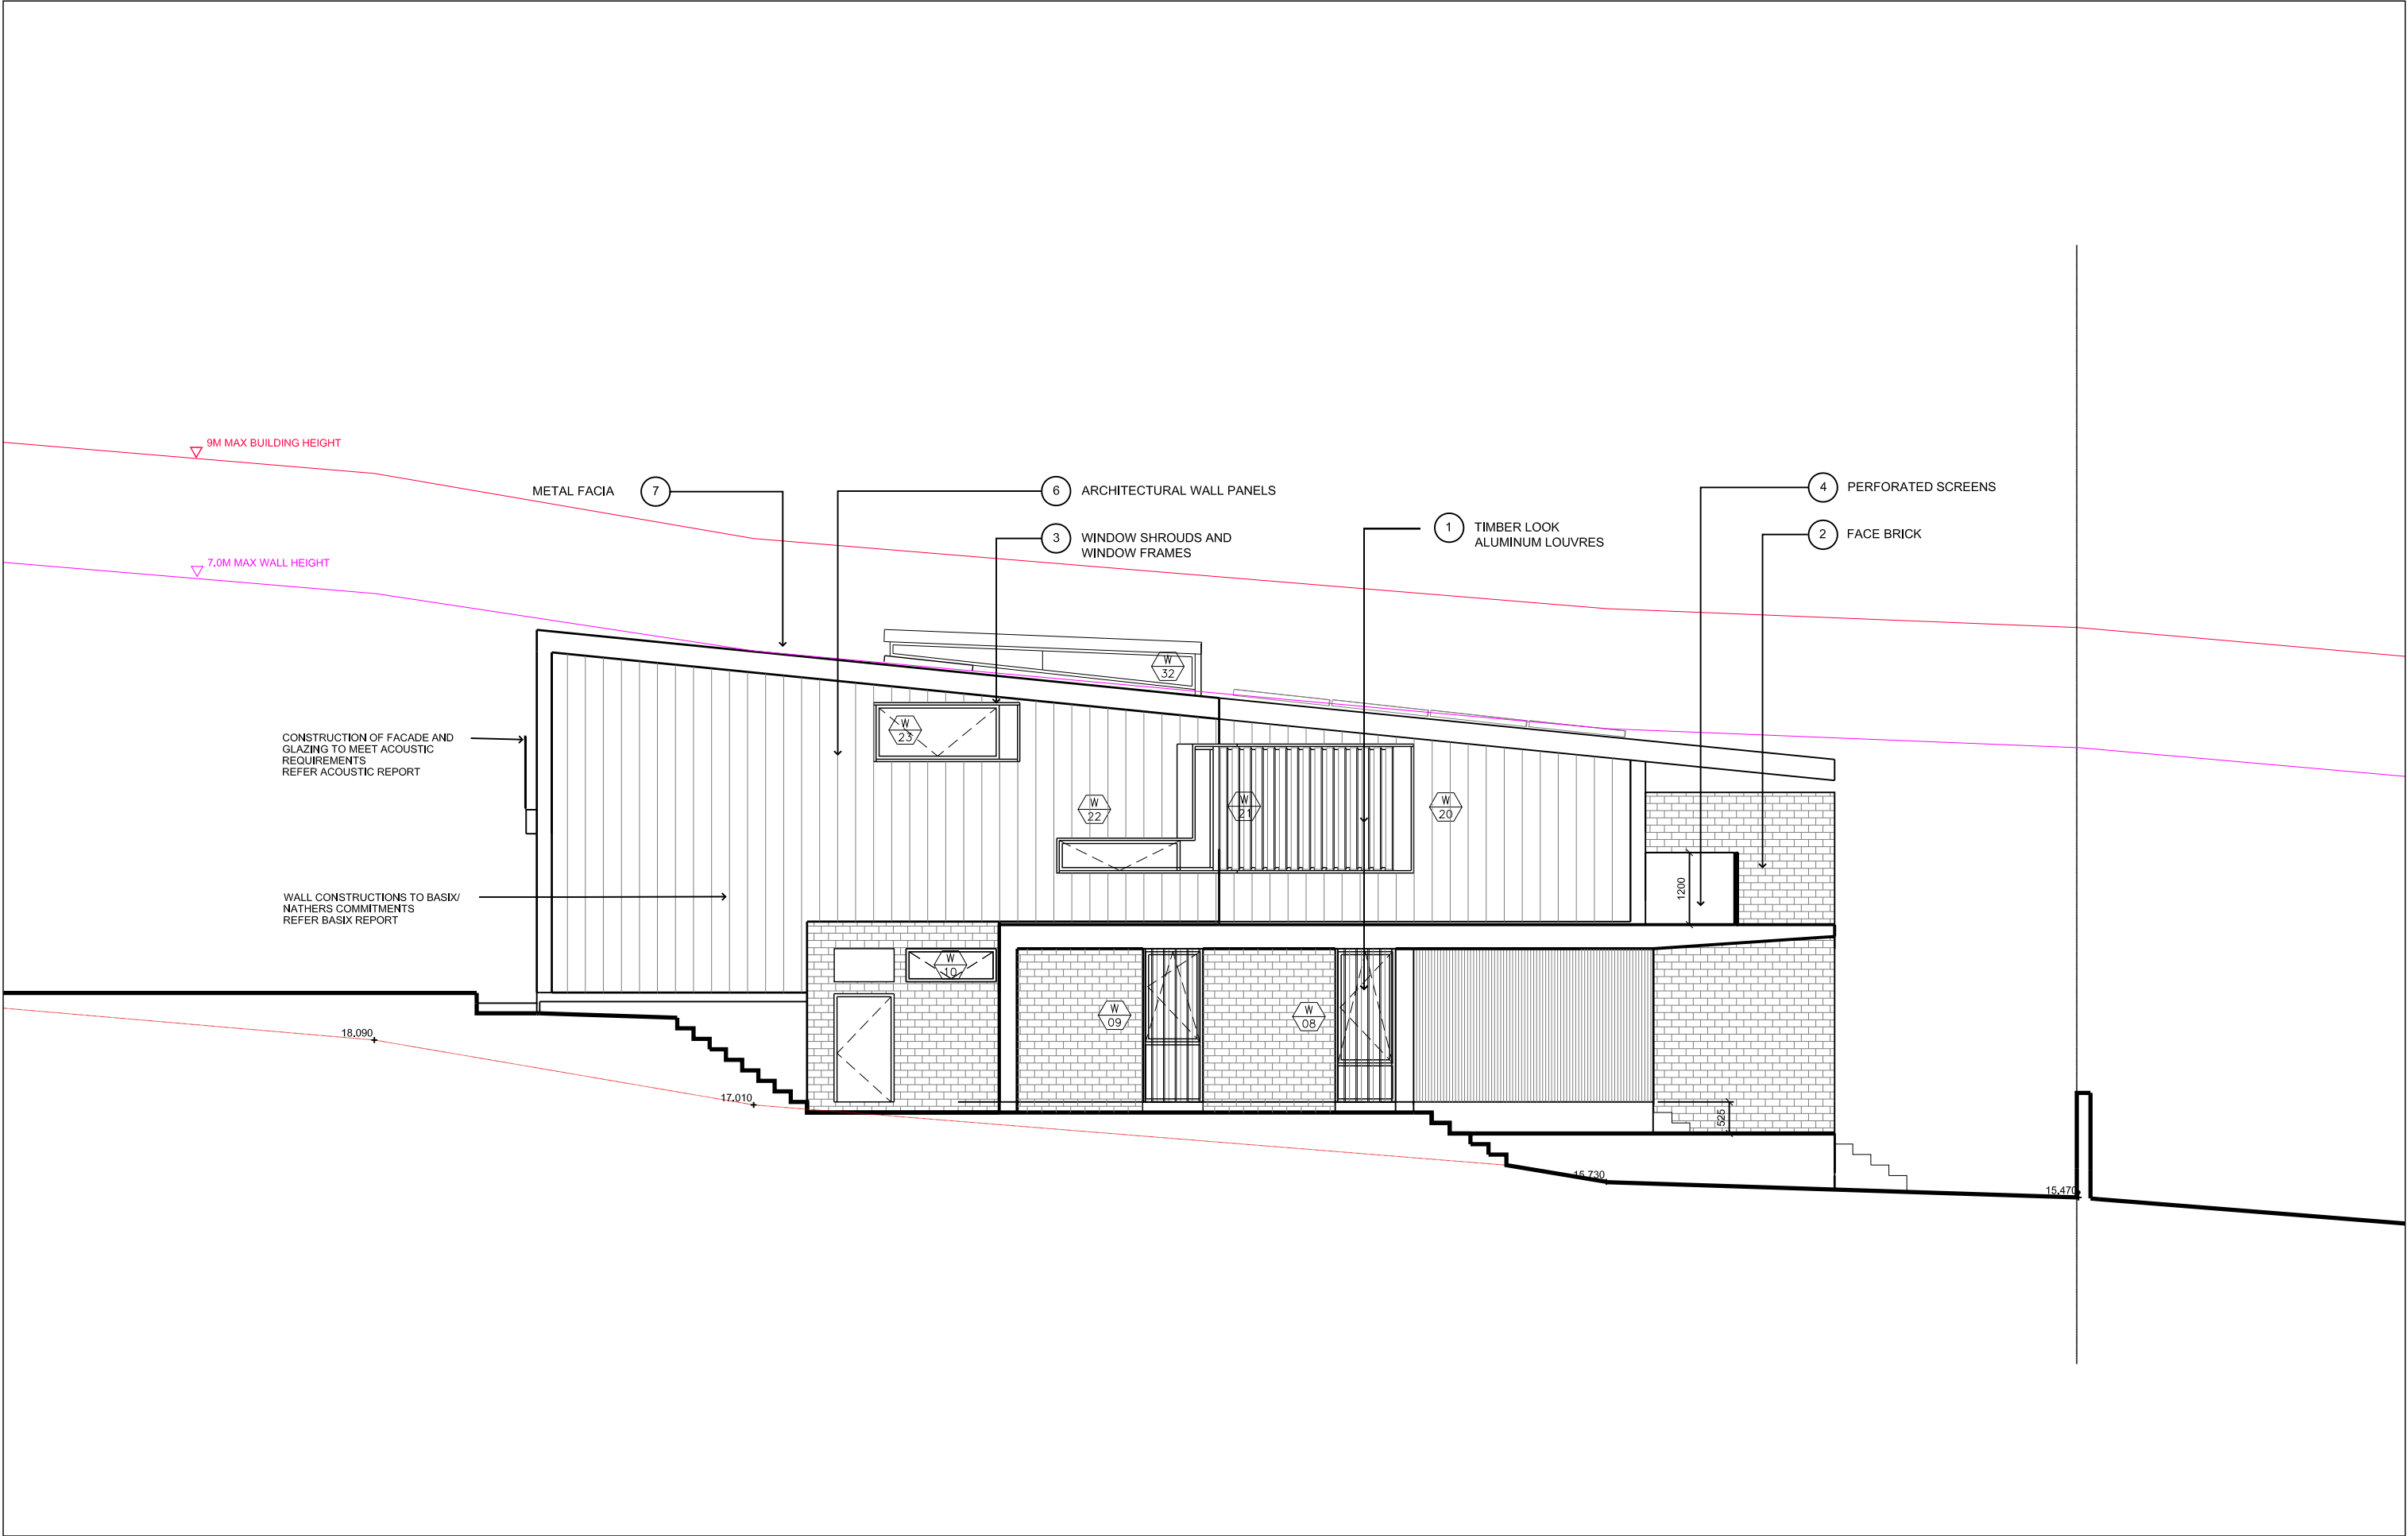 9M MAX BUILDING HEIGHT
METAL FACIA
7
6
ARCHITECTURAL WALL PANELS
4
PERFORATED SCREENS
3
WINDOW SHROUDS AND
WINDOW FRAMES
1
TIMBER LOOK
ALUMINUM LOUVRES
2
FACE BRICK
7.0M MAX WALL HEIGHT
W
32
W
23
CONSTRUCTION OF FACADE AND
GLAZING TO MEET ACOUSTIC
REQUIREMENTS
REFER ACOUSTIC REPORT
W
22
W
21
W
20
1200
WALL CONSTRUCTIONS TO BASIX/
NATHERS COMMITMENTS
REFER BASIX REPORT
W
10
W
09
W
08
18.090
17.010
525
15.730
15.470